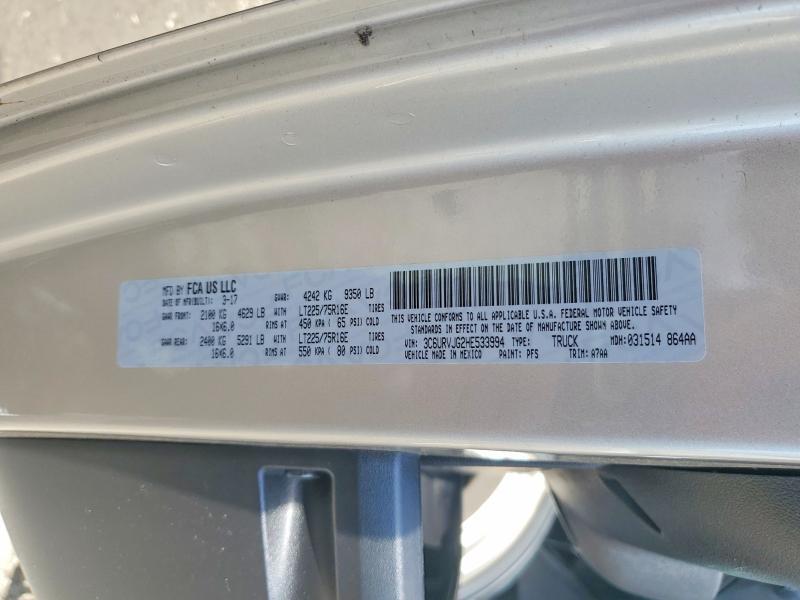 MFD BY FCA US LLC
DATE OF MFR(BUILT): 3-17 GVWR: 4242 KG 9350 LB
GAWR FRONT: 2100 KG 4629 LB WITH LT225/75R16E TIRES
16X6.0 RIMS AT 450 KPA ( 65 PSI) COLD
GAWR REAR: 2400 KG 5291 LB WITH LT225/75R16E TIRES
16X6.0 RIMS AT 550 KPA ( 80 PSI) COLD
THIS VEHICLE CONFORMS TO ALL APPLICABLE U.S.A. FEDERAL MOTOR VEHICLE SAFETY
STANDARDS IN EFFECT ON THE DATE OF MANUFACTURE SHOWN ABOVE.
VIN: 3C6URVJG2HE533994 TYPE: TRUCK MDH: 031514 864AA
VEHICLE MADE IN MEXICO PAINT: PFS TRIM: A7AA